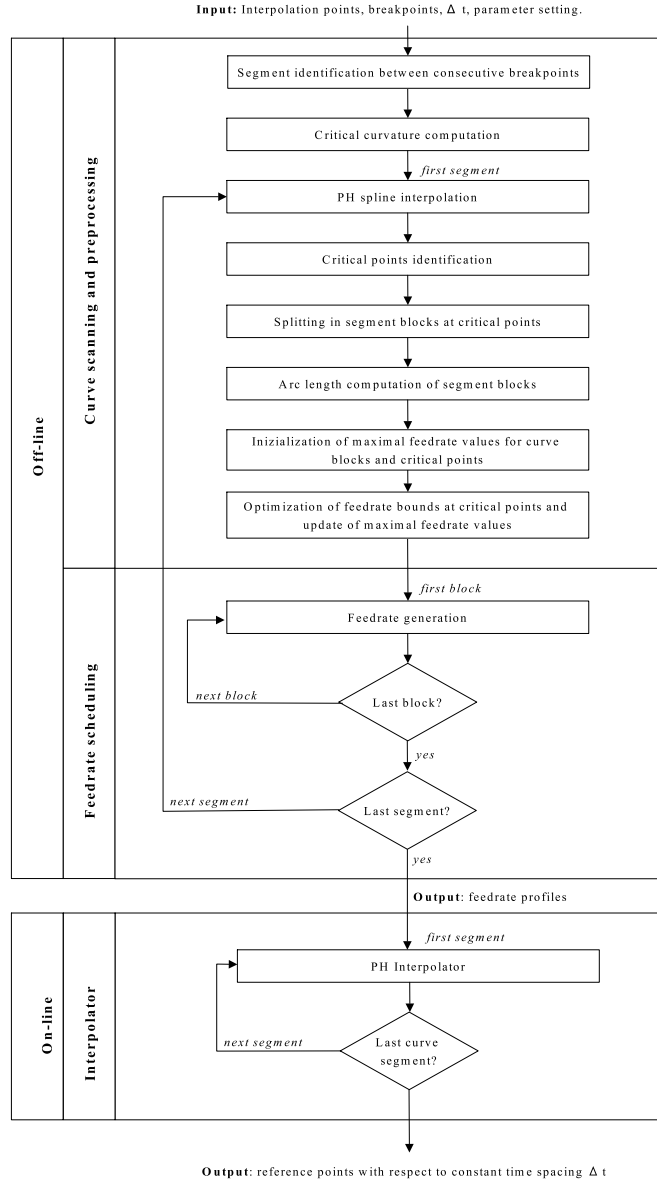 Input: Interpolation points, breakpoints, Δ t, parameter setting.
Off-line
Curve scanning and preprocessing
Segment identification between consecutive breakpoints
Critical curvature computation
first segment
PH spline interpolation
Critical points identification
Splitting in segment blocks at critical points
Arc length computation of segment blocks
Inizialization of maximal feedrate values for curve
blocks and critical points
Optimization of feedrate bounds at critical points and
update of maximal feedrate values
Feedrate scheduling
first block
Feedrate generation
next block
Last block?
yes
next segment
Last segment?
yes
Output: feedrate profiles
On-line
Interpolator
first segment
PH Interpolator
next segment
Last curve
segment?
Output: reference points with respect to constant time spacing Δ t